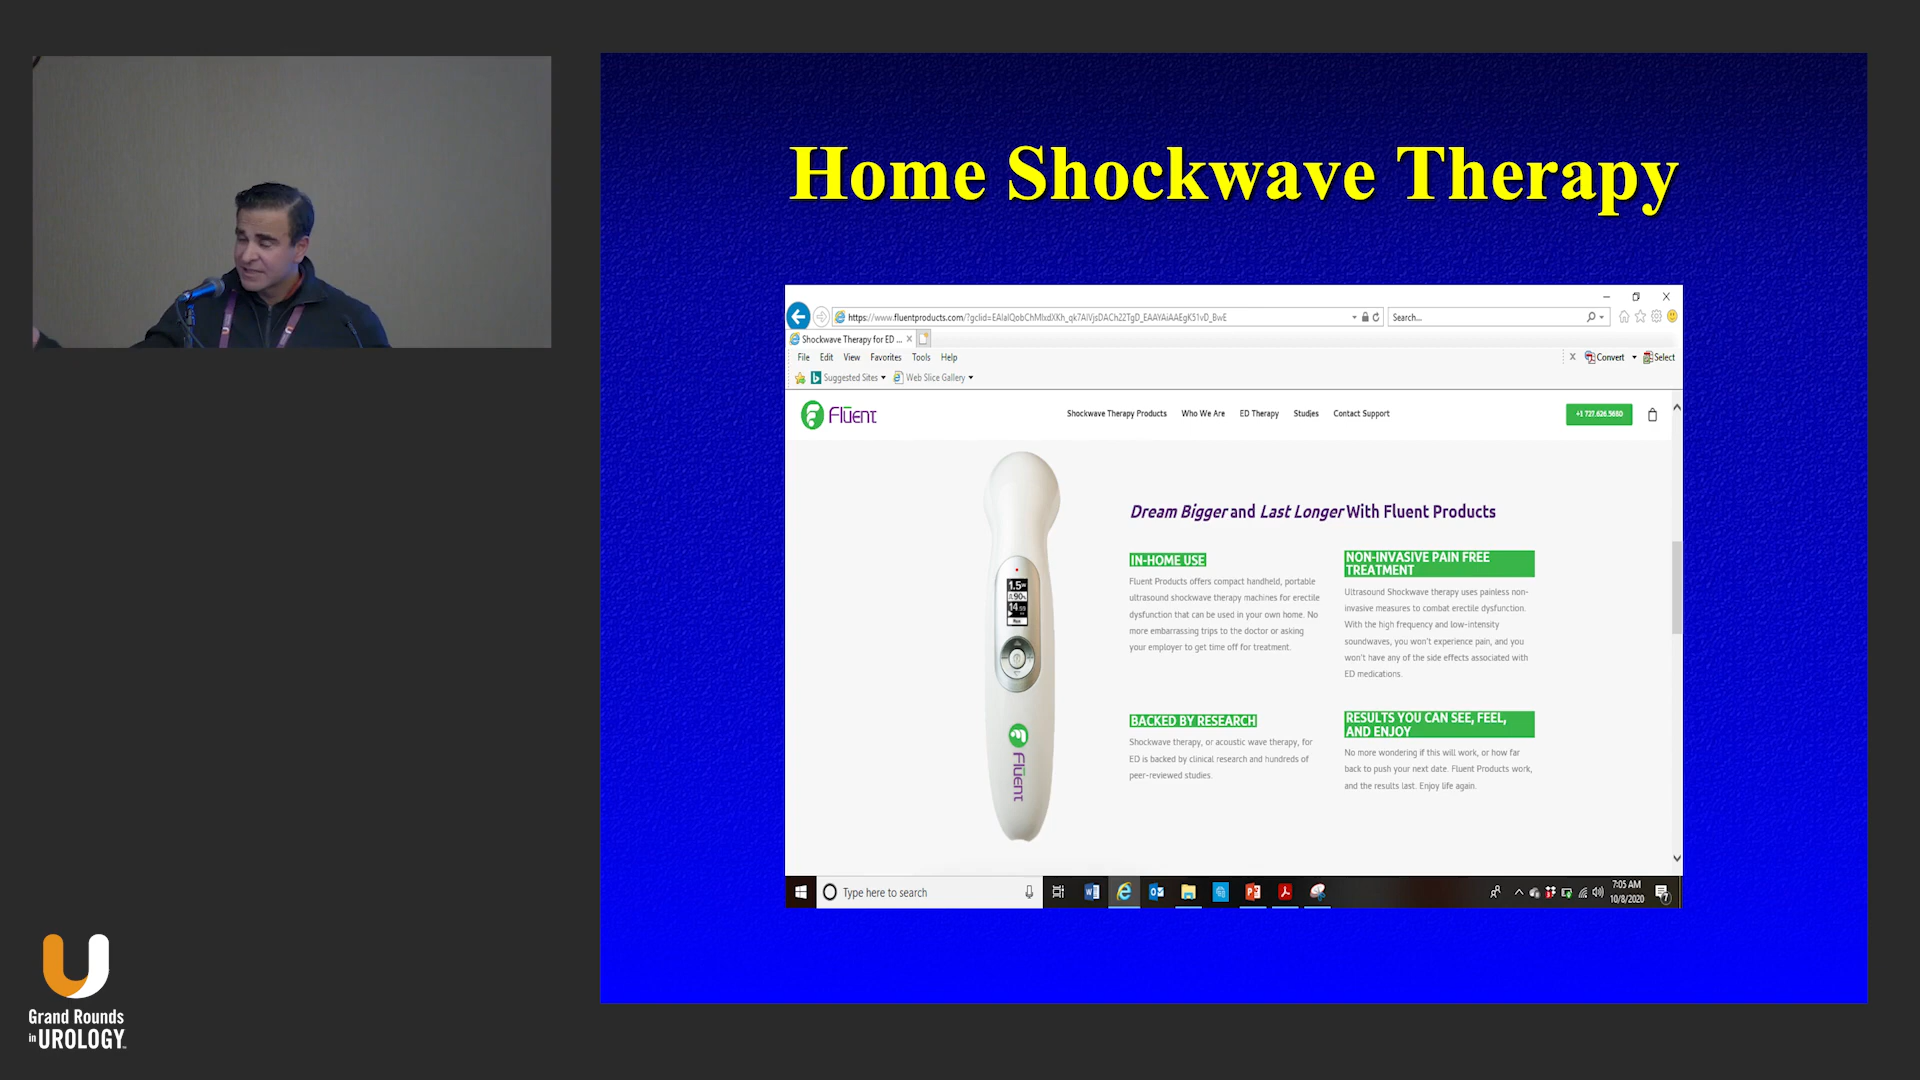 Home Shockwave Therapy
Search...
Shockwave Therapy for ED ...
File Edit View Favorites Tools Help
Convert Select
Suggested Sites Web Slice Gallery
Flūent
Shockwave Therapy Products Who We Are ED Therapy Studies Contact Support
+1 727.626.5680
Dream Bigger and Last Longer With Fluent Products
IN-HOME USE
Fluent Products offers compact handheld, portable
ultrasound shockwave therapy machines for erectile
dysfunction that can be used in your own home. No
more embarrassing trips to the doctor or asking
your employer to get time off for treatment.
NON-INVASIVE PAIN FREE
TREATMENT
Ultrasound Shockwave therapy uses painless non-
invasive measures to combat erectile dysfunction.
With the high frequency and low-intensity
soundwaves, you won't experience pain, and you
won't have any of the side effects associated with
ED medications.
BACKED BY RESEARCH
Shockwave therapy, or acoustic wave therapy, for
ED is backed by clinical research and hundreds of
peer-reviewed studies.
RESULTS YOU CAN SEE, FEEL,
AND ENJOY
No more wondering if this will work, or how far
back to push your next date. Fluent Products work,
and the results last. Enjoy life again.
1.5
90%
14:59
Flūent
Type here to search
7:05 AM
10/8/2020
Grand Rounds
in UROLOGY